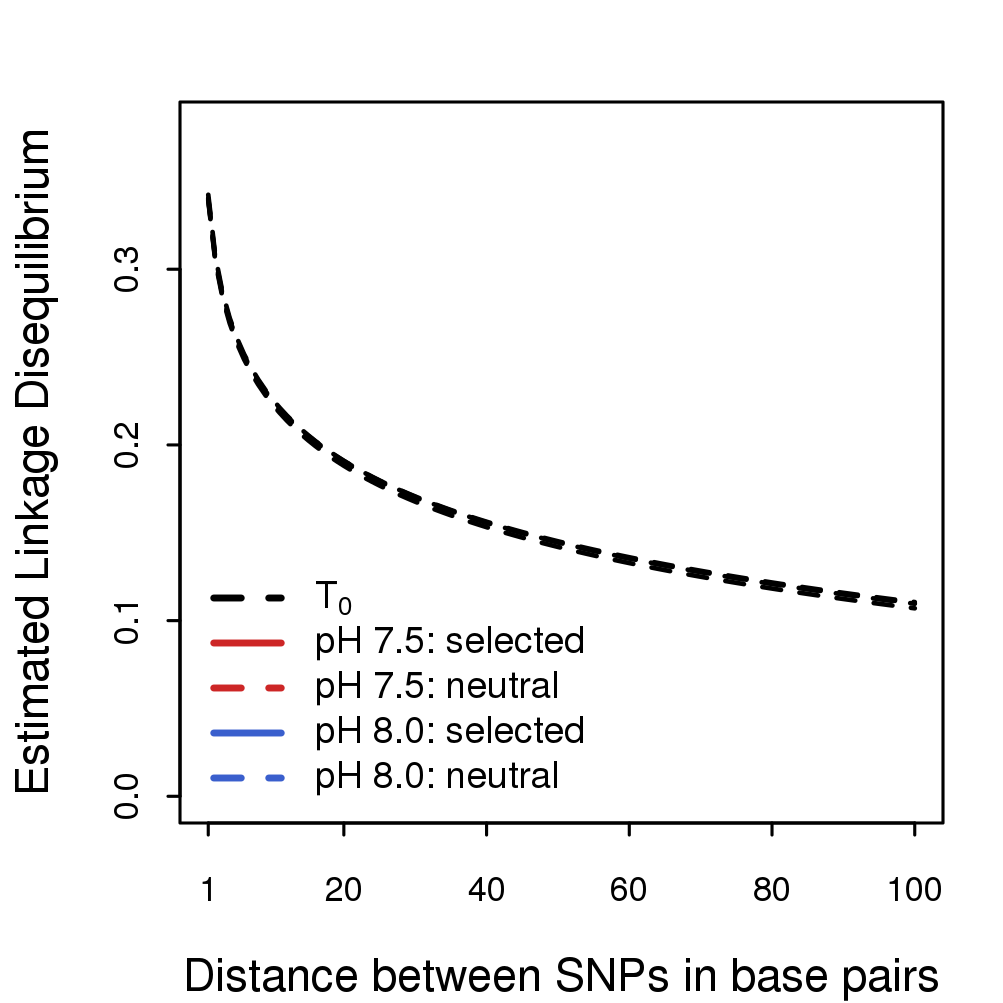 Estimated Linkage Disequilibrium
0.3
0.2
0.1
0.0
T₀
pH 7.5: selected
pH 7.5: neutral
pH 8.0: selected
pH 8.0: neutral
1 20 40 60 80 100
Distance between SNPs in base pairs